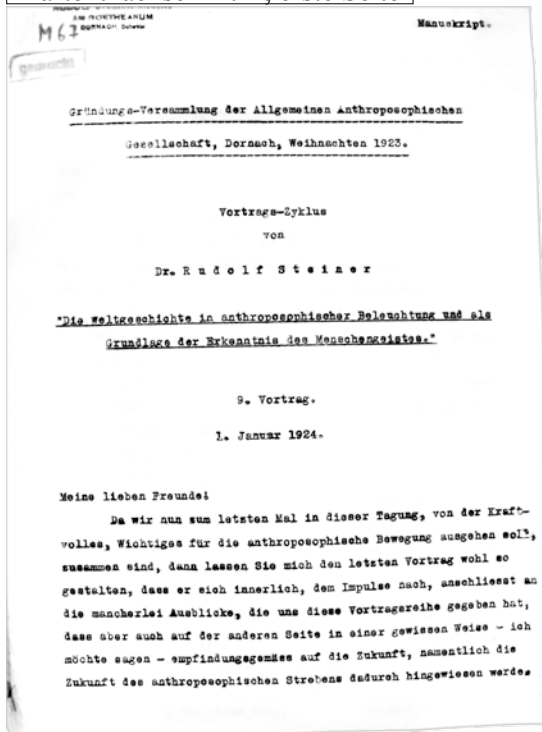 AM GOETHEANUM
DORNACH, Schweiz
M 67
Manuskript.
Gründungs-Versammlung der Allgemeinen Anthroposophischen
Gesellschaft, Dornach, Weihnachten 1923.
Vortrags-Zyklus
von
Dr. Rudolf Steiner
"Die Weltgeschichte in anthroposophischer Beleuchtung und als
Grundlage der Erkenntnis des Menschengeistes."
9. Vortrag.
1. Januar 1924.
Meine lieben Freunde!
Da wir nun zum letzten Mal in dieser Tagung, von der Kraft-
volles, Wichtiges für die anthroposophische Bewegung ausgehen soll,
zusammen sind, dann lassen Sie mich den letzten Vortrag wohl so
gestalten, dass er sich innerlich, dem Impulse nach, anschliesst an
die mancherlei Ausblicke, die uns diese Vortragsreihe gegeben hat,
dass aber auch auf der anderen Seite in einer gewissen Weise - ich
möchte sagen - empfindungsgemäss auf die Zukunft, namentlich die
Zukunft des anthroposophischen Strebens dadurch hingewiesen werde.